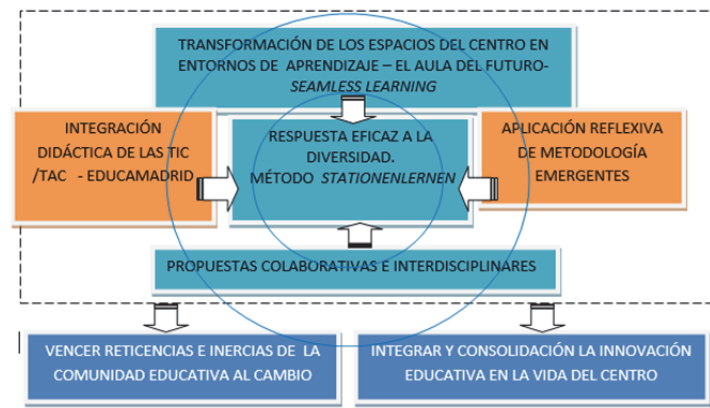 TRANSFORMACIÓN DE LOS ESPACIOS DEL CENTRO EN
ENTORNOS DE APRENDIZAJE – EL AULA DEL FUTURO-
SEAMLESS LEARNING
INTEGRACIÓN
DIDÁCTICA DE LAS TIC
/TAC - EDUCAMADRID
RESPUESTA EFICAZ A LA
DIVERSIDAD.
MÉTODO STATIONENLERNEN
APLICACIÓN REFLEXIVA
DE METODOLOGÍA
EMERGENTES
PROPUESTAS COLABORATIVAS E INTERDISCIPLINARES
VENCER RETICENCIAS E INERCIAS DE LA
COMUNIDAD EDUCATIVA AL CAMBIO
INTEGRAR Y CONSOLIDACIÓN LA INNOVACIÓN
EDUCATIVA EN LA VIDA DEL CENTRO